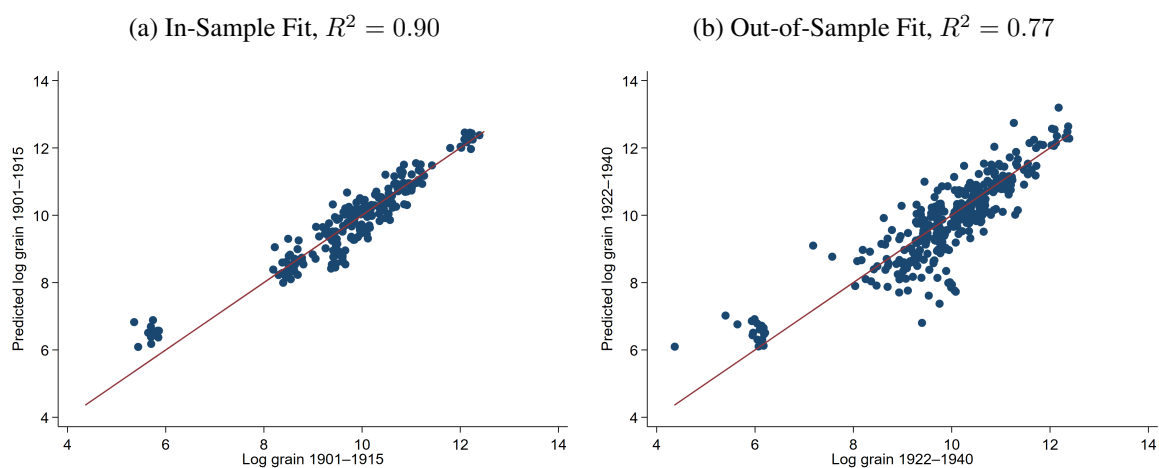 (a) In-Sample Fit, R² = 0.90
14
12
10
8
6
4
Predicted log grain 1901–1915
4 6 8 10 12 14
Log grain 1901–1915
(b) Out-of-Sample Fit, R² = 0.77
14
12
10
8
6
4
Predicted log grain 1922–1940
4 6 8 10 12 14
Log grain 1922–1940